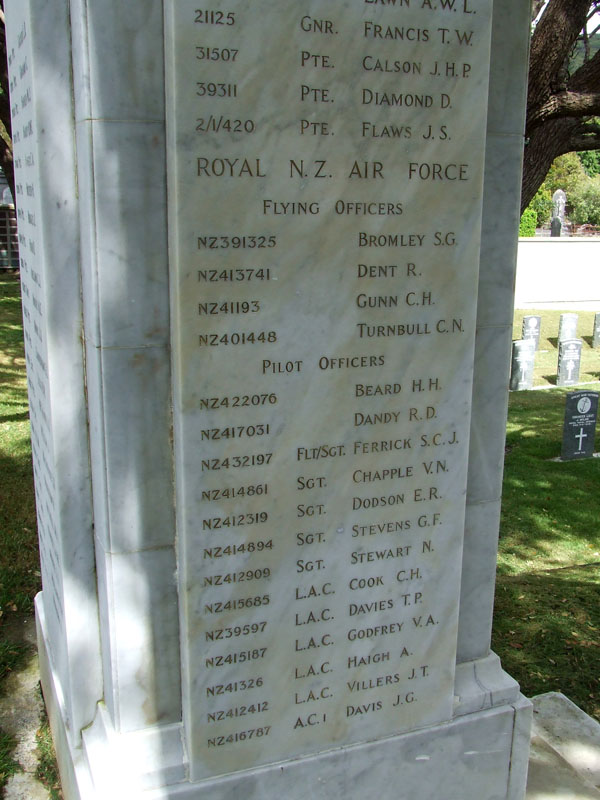 LAWN A.W.L.
21125 GNR. FRANCIS T.W.
31507 PTE. CALSON J.H.P.
39311 PTE. DIAMOND D.
2/1/420 PTE. FLAWS J.S.
ROYAL N.Z. AIR FORCE
FLYING OFFICERS
NZ391325 BROMLEY S.G.
NZ413741 DENT R.
NZ41193 GUNN C.H.
NZ401448 TURNBULL C.N.
PILOT OFFICERS
NZ422076 BEARD H.H.
NZ417031 DANDY R.D.
NZ432197 FLT/SGT. FERRICK S.C.J.
NZ414861 SGT. CHAPPLE V.N.
NZ412319 SGT. DODSON E.R.
NZ414894 SGT. STEVENS G.F.
NZ412909 SGT. STEWART N.
NZ415685 L.A.C. COOK C.H.
NZ39597 L.A.C. DAVIES T.P.
NZ415187 L.A.C. GODFREY V.A.
NZ41326 L.A.C. HAIGH A.
NZ412412 L.A.C. VILLERS J.T.
NZ416787 A.C.1 DAVIS J.G.